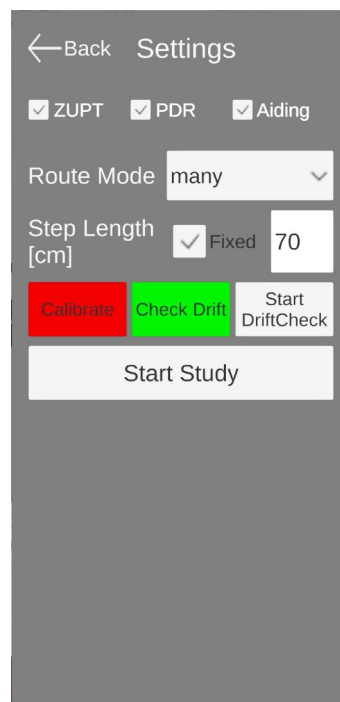 Back Settings
ZUPT PDR Aiding
Route Mode many
Step Length
[cm] Fixed 70
Calibrate Check Drift Start
DriftCheck
Start Study